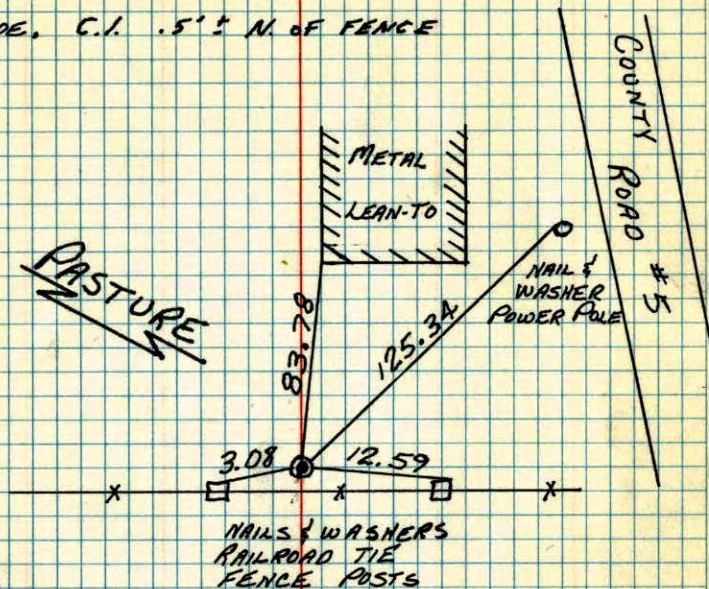 DE. C.I. .5'± N. OF FENCE
COUNTY ROAD #5
METAL
LEAN-TO
PASTURE
NAIL &
WASHER
POWER POLE
83.78
125.34
3.08
12.59
X
X
X
NAILS & WASHERS
RAILROAD TIE
FENCE POSTS